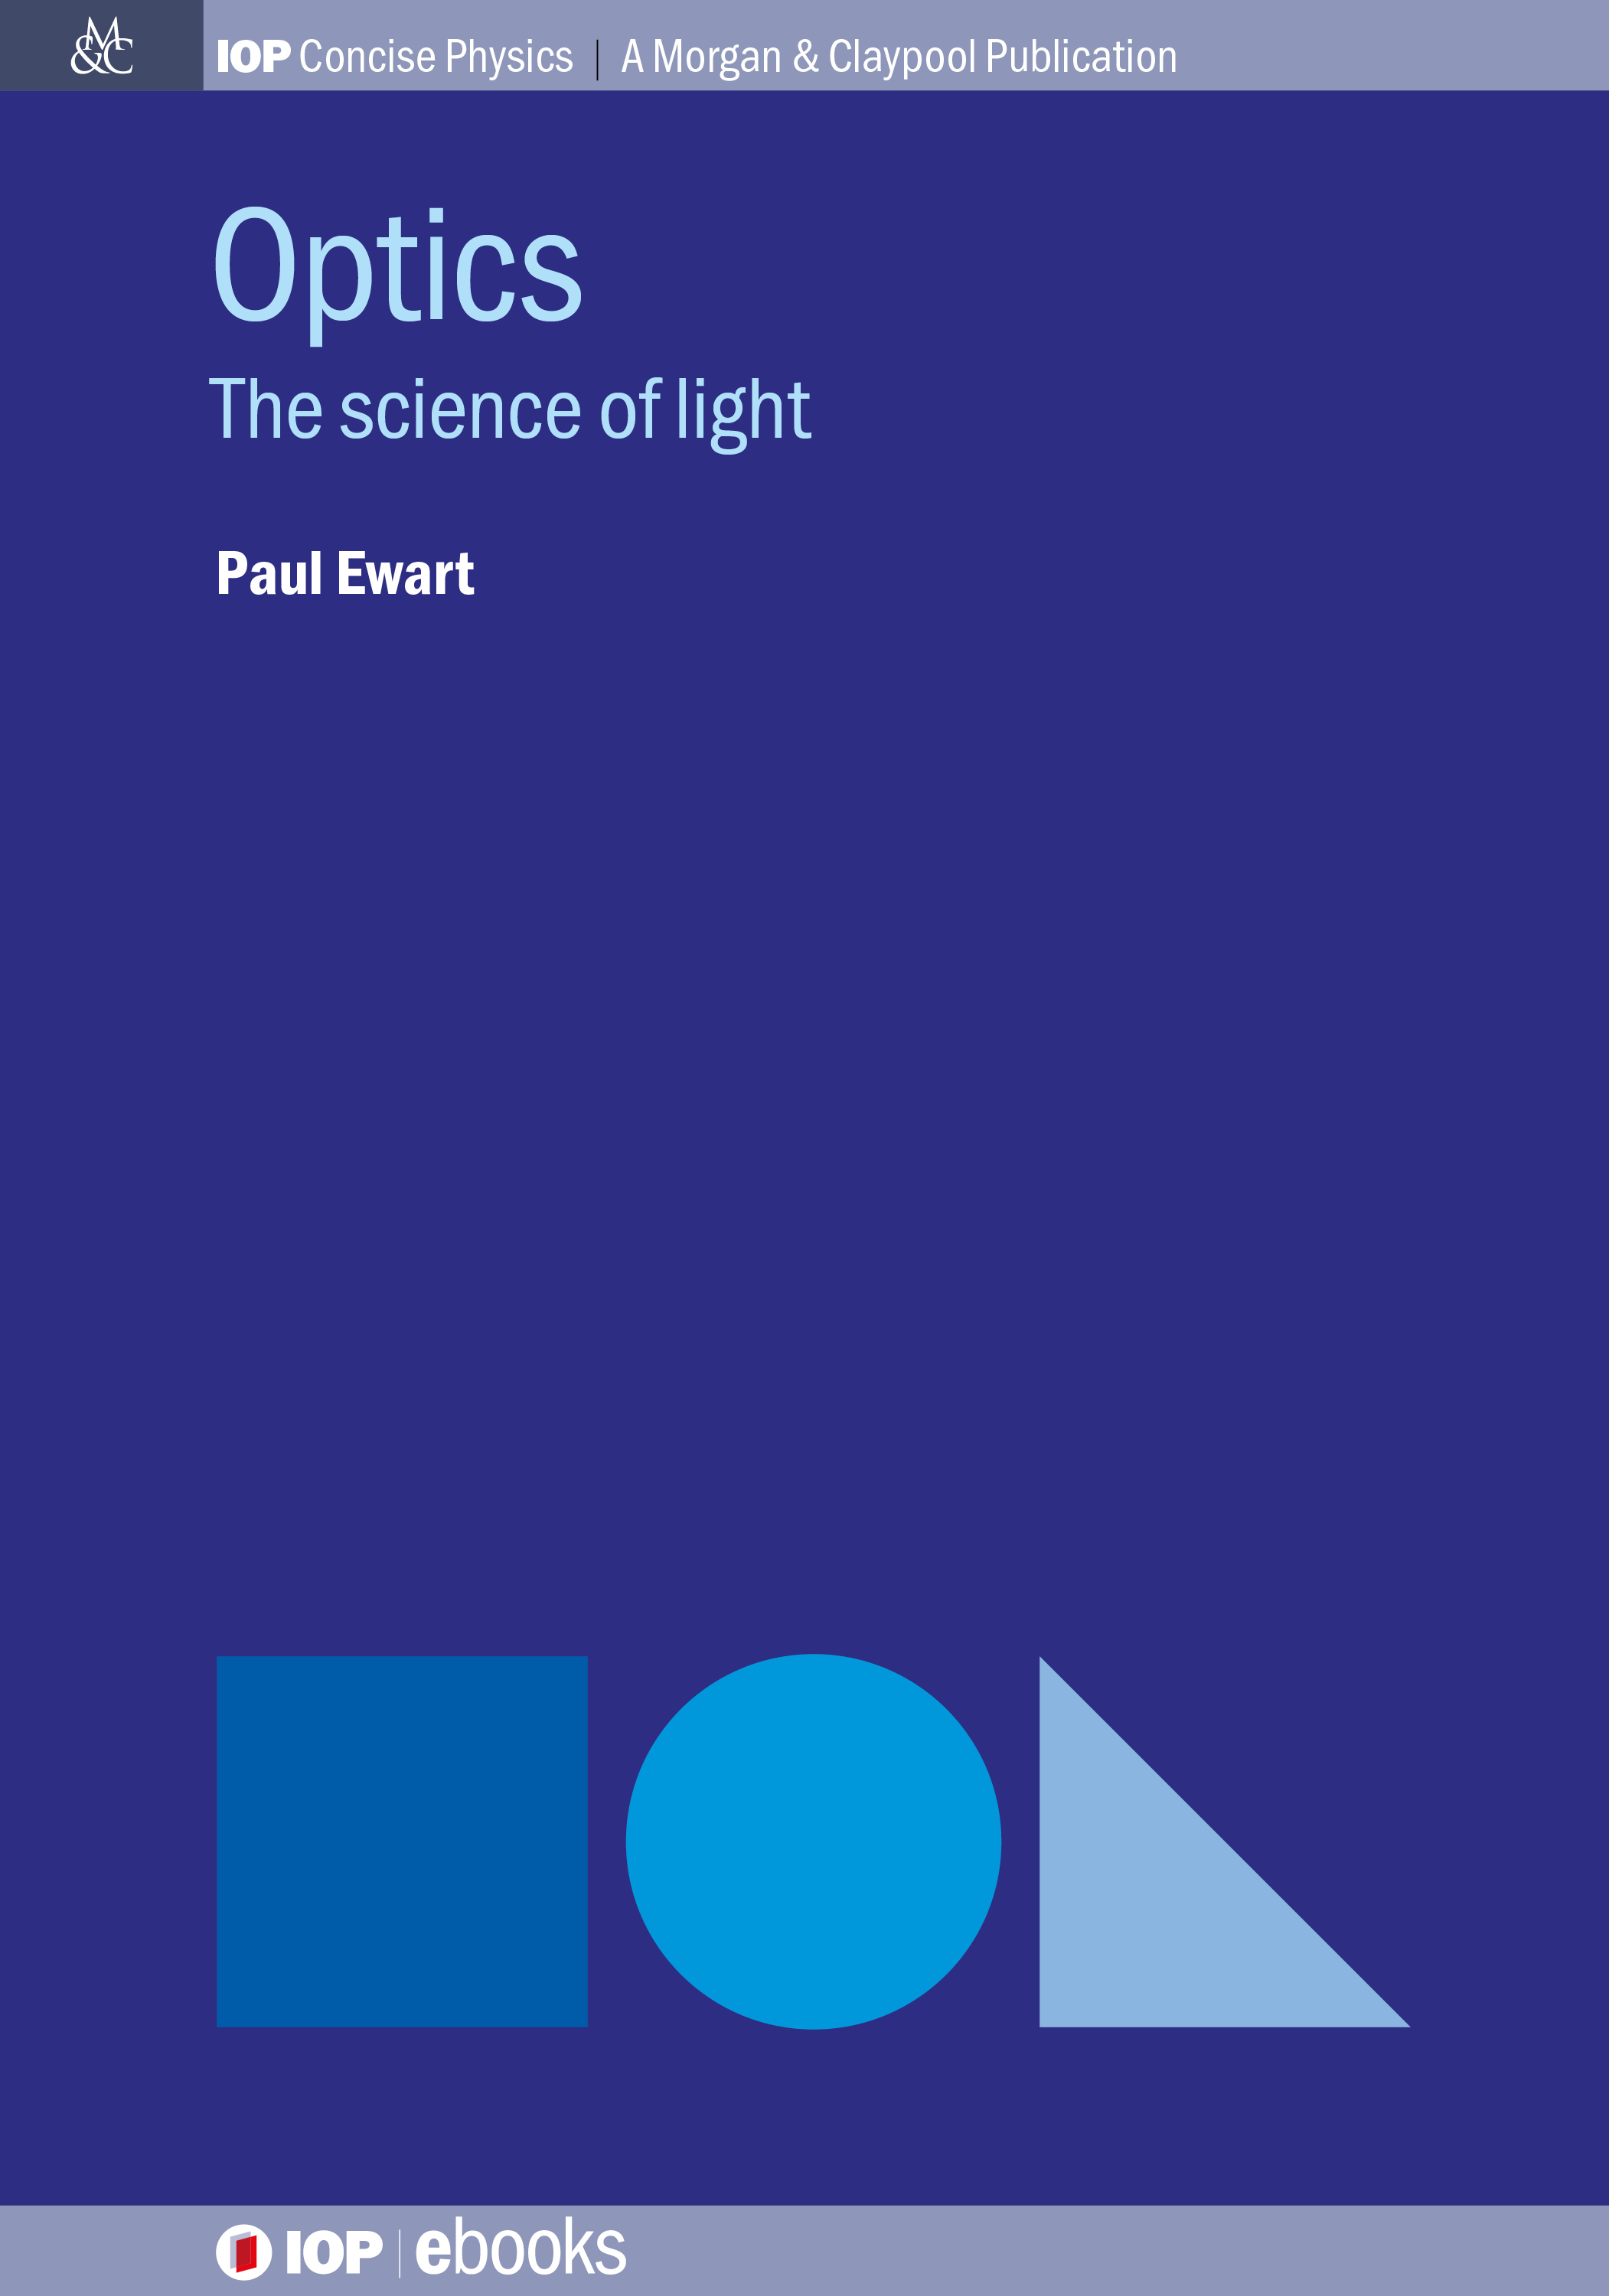 M&C
IOP Concise Physics | A Morgan & Claypool Publication
Optics
The science of light
Paul Ewart
IOP | ebooks